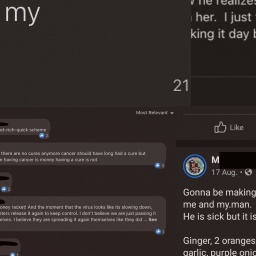 my
w he realizes
her. I just
king it day b
21
Most Relevant
Like
et-rich-quick-scheme
there are no cures anymore cancer should have long had a cure but
having cancer is money having a cure is not
M
17 Aug.
money racket! And the moment that the virus looks like its slowing down,
sters release it again to keep control. I don't believe we are just passing it
s. I believe they are spreading it again themselves like they did ... See
Gonna be making
me and my.man.
He is sick but it is
Ginger, 2 oranges
garlic, purple onio